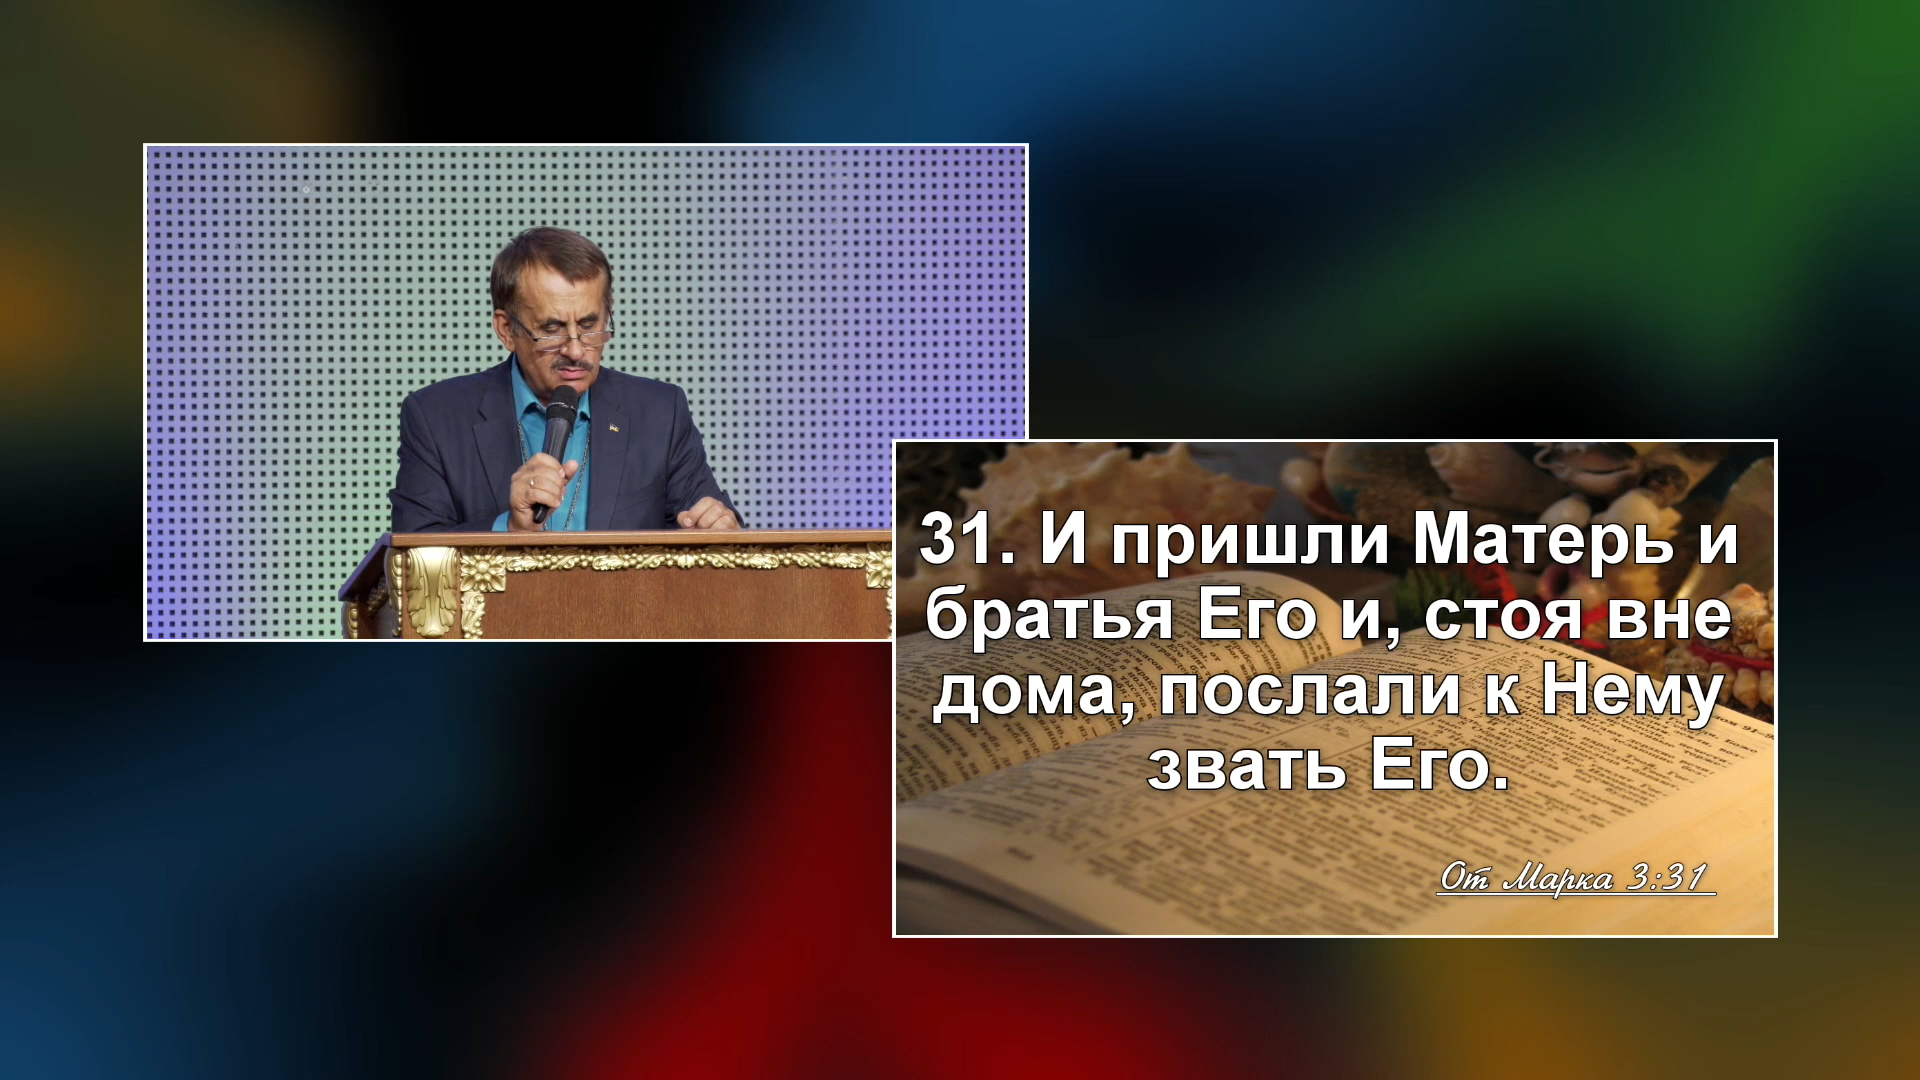 31. И пришли Матерь и
братья Его и, стоя вне
дома, послали к Нему
звать Его.
От Марка 3:31